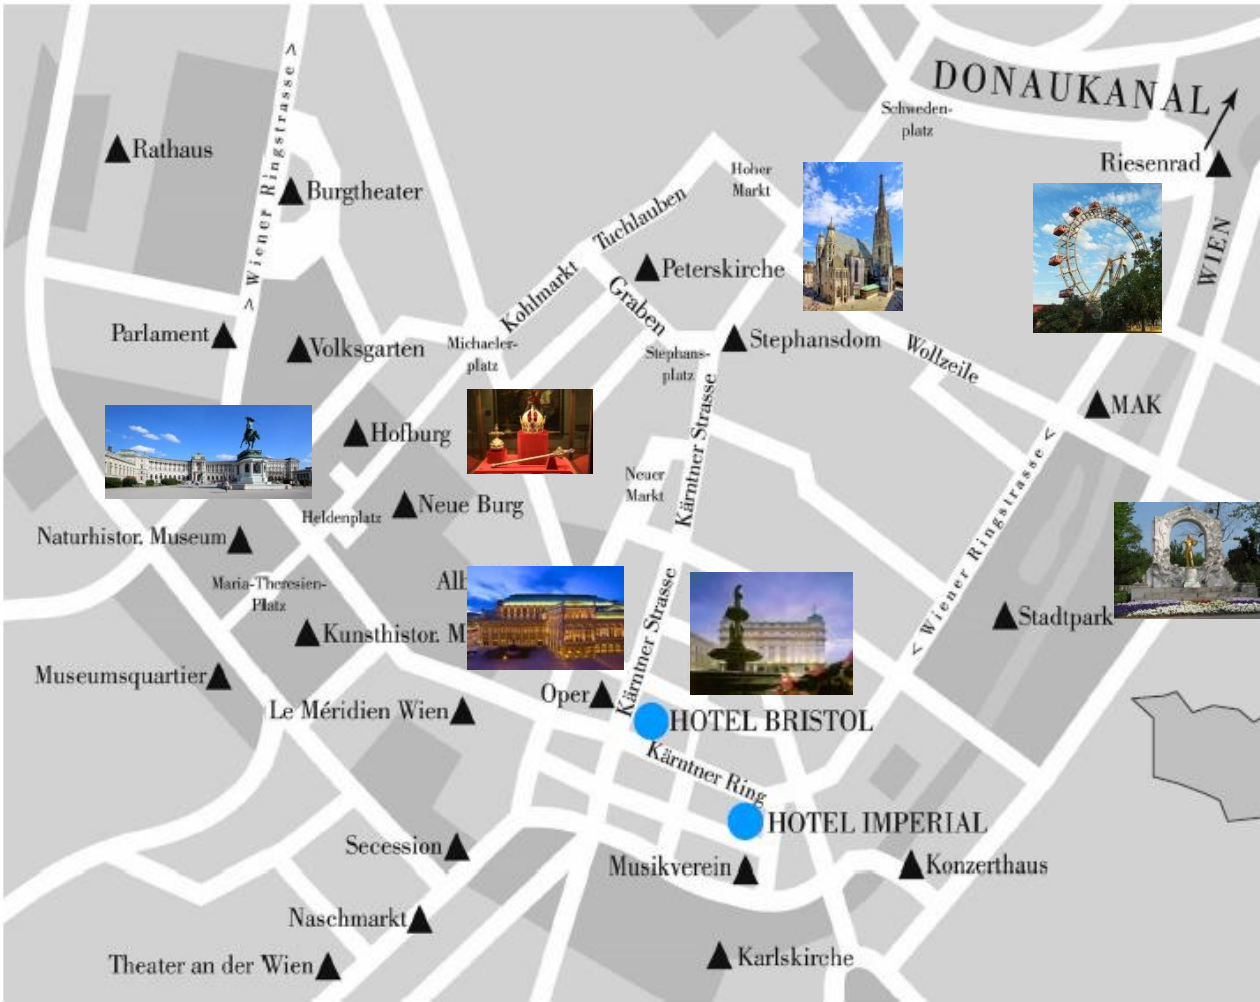 DONAUKANAL
Schweden-
platz
Rathaus
Riesenrad
Hoher
Markt
< Wiener Ringstrasse >
Burgtheater
Tuchlauben
WIEN
Peterskirche
Kohlmarkt
Graben
Parlament
Volksgarten
Michaeler-
platz
Stephans-
platz
Stephansdom
Wollzeile
MAK
Hofburg
Kärntner Strasse
Neuer
Markt
Neue Burg
Heldenplatz
Naturhistor. Museum
< Wiener Ringstrasse >
Maria-Theresien-
Platz
Kunsthistor. M
Stadtpark
Kärntner Strasse
Museumsquartier
Le Méridien Wien
Oper
HOTEL BRISTOL
Kärntner Ring
HOTEL IMPERIAL
Secession
Musikverein
Konzerthaus
Naschmarkt
Theater an der Wien
Karlskirche